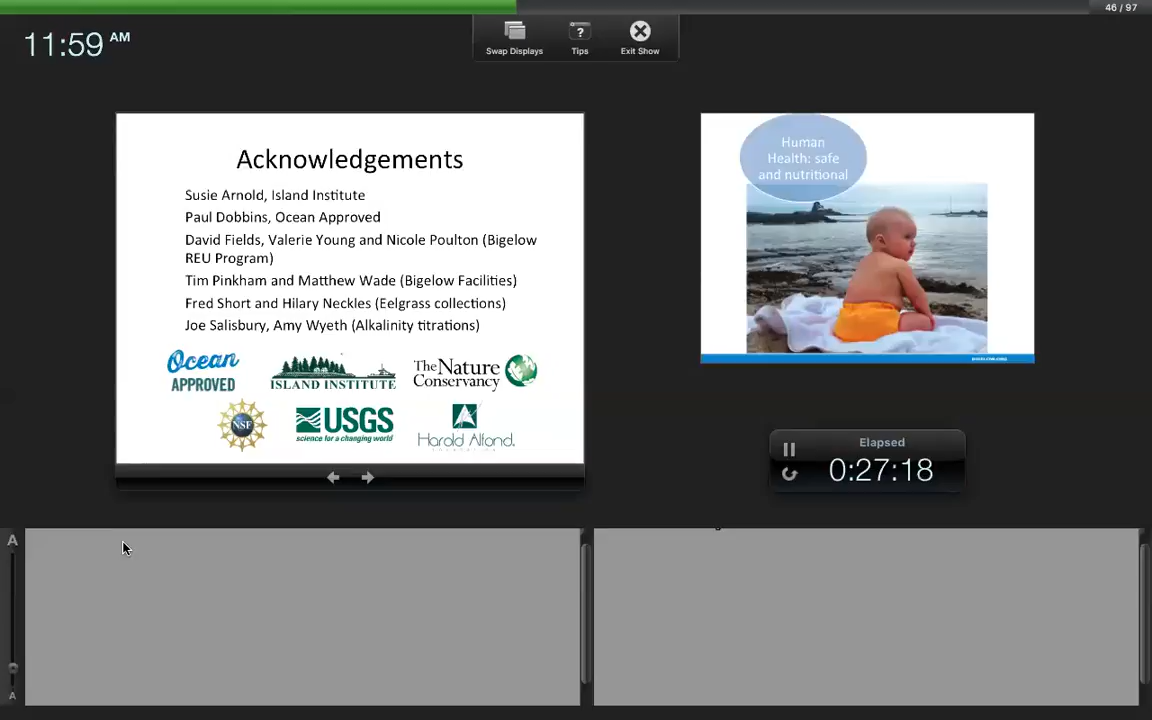 46 / 97
11:59 AM
Swap Displays
Tips
Exit Show
Acknowledgements
Susie Arnold, Island Institute
Paul Dobbins, Ocean Approved
David Fields, Valerie Young and Nicole Poulton (Bigelow
REU Program)
Tim Pinkham and Matthew Wade (Bigelow Facilities)
Fred Short and Hilary Neckles (Eelgrass collections)
Joe Salisbury, Amy Wyeth (Alkalinity titrations)
Ocean
APPROVED
ISLAND INSTITUTE
The Nature
Conservancy
NSF
USGS
science for a changing world
Harold Alfond
Human
Health: safe
and nutritional
Elapsed
0:27:18
A
A